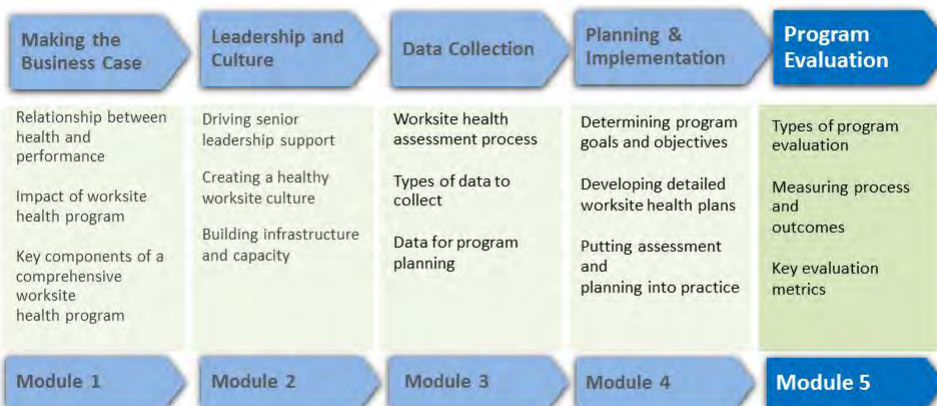 Making the
Business Case
Leadership and
Culture
Data Collection
Planning &
Implementation
Program
Evaluation
Relationship between
health and
performance
Impact of worksite
health program
Key components of a
comprehensive
worksite
health program
Driving senior
leadership support
Creating a healthy
worksite culture
Building infrastructure
and capacity
Worksite health
assessment process
Types of data to
collect
Data for program
planning
Determining program
goals and objectives
Developing detailed
worksite health plans
Putting assessment
and
planning into practice
Types of program
evaluation
Measuring process
and
outcomes
Key evaluation
metrics
Module 1
Module 2
Module 3
Module 4
Module 5